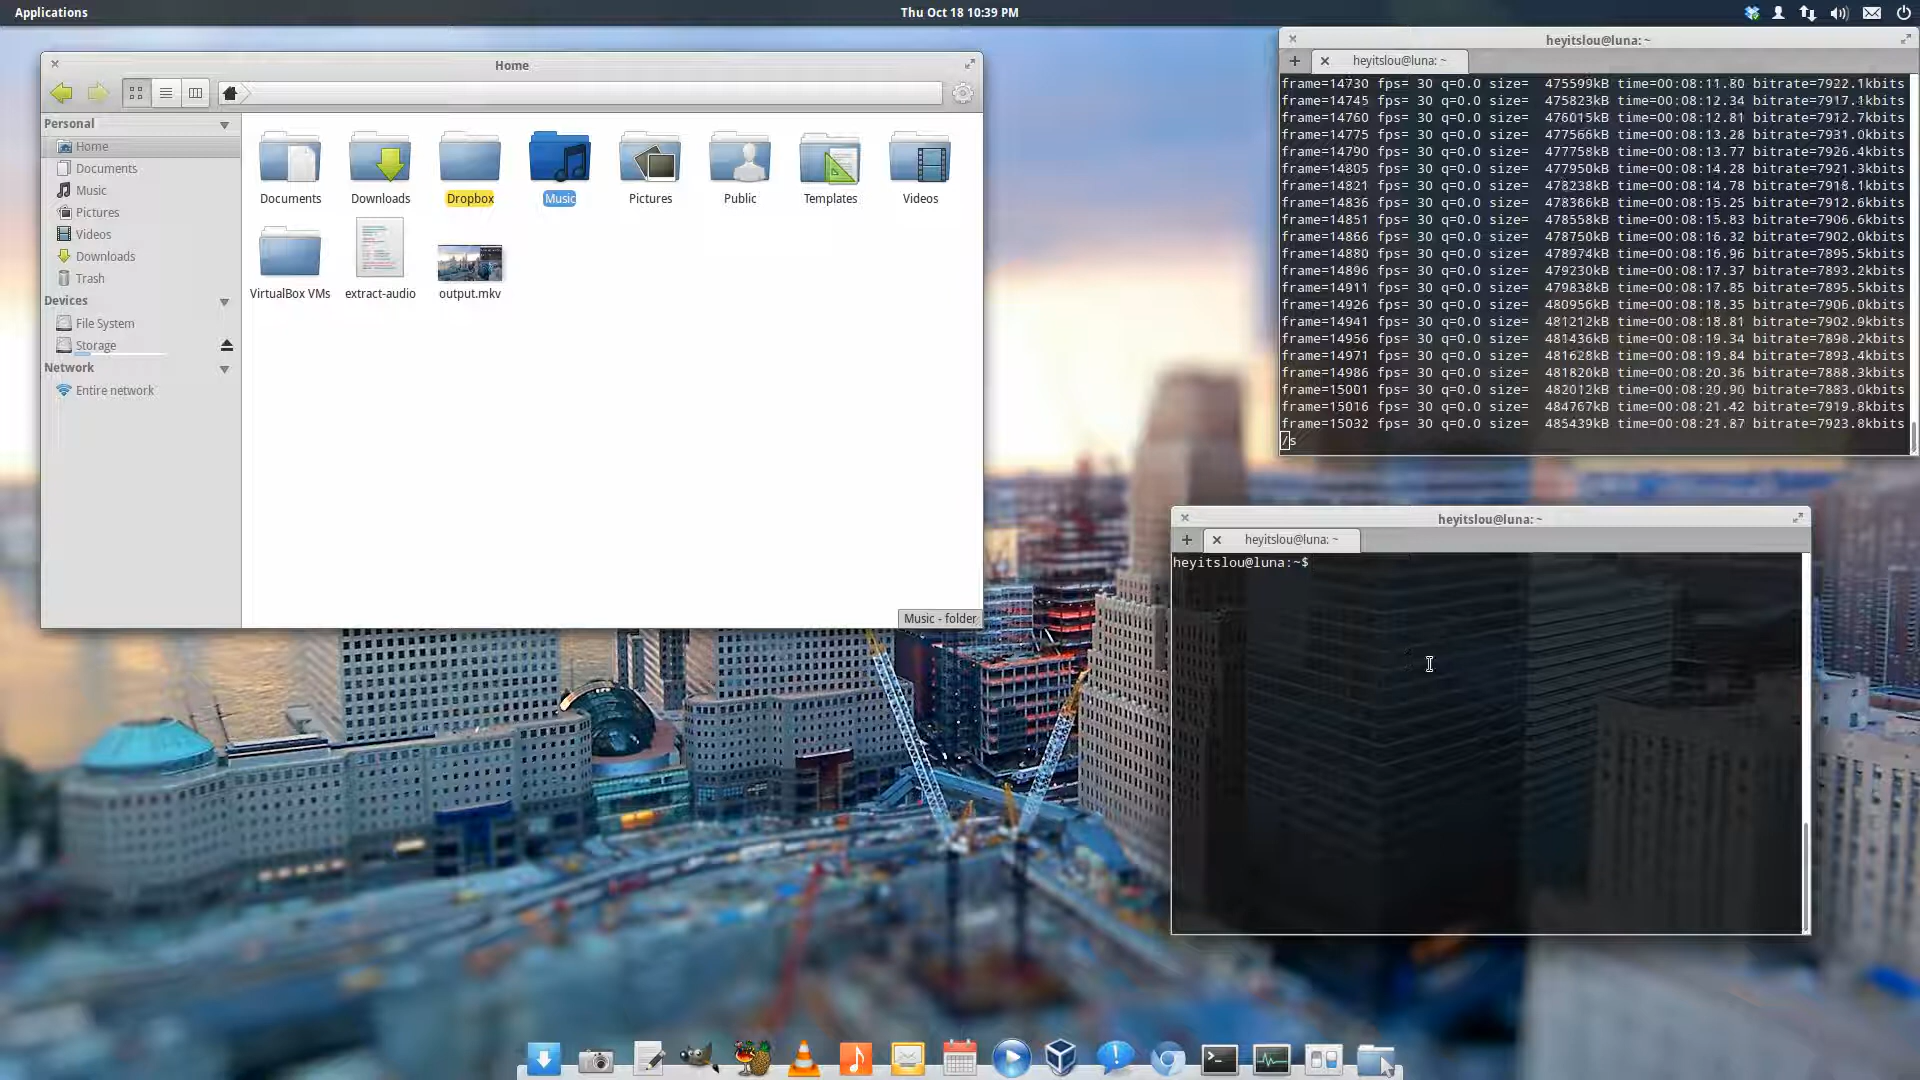 Applications
Thu Oct 18 10:39 PM
Home
Personal
Home
Documents
Music
Pictures
Videos
Downloads
Trash
Devices
File System
Storage
Network
Entire network
Documents
Downloads
Dropbox
Music
Pictures
Public
Templates
Videos
VirtualBox VMs
extract-audio
output.mkv
Music - folder
heyitslou@luna: ~
heyitslou@luna: ~
frame=14730 fps= 30 q=0.0 size=  475599kB time=00:08:11.80 bitrate=7922.1kbits
frame=14745 fps= 30 q=0.0 size=  475823kB time=00:08:12.34 bitrate=7917.1kbits
frame=14760 fps= 30 q=0.0 size=  476015kB time=00:08:12.81 bitrate=7912.7kbits
frame=14775 fps= 30 q=0.0 size=  477566kB time=00:08:13.28 bitrate=7931.0kbits
frame=14790 fps= 30 q=0.0 size=  477758kB time=00:08:13.77 bitrate=7926.4kbits
frame=14805 fps= 30 q=0.0 size=  477950kB time=00:08:14.28 bitrate=7921.3kbits
frame=14821 fps= 30 q=0.0 size=  478238kB time=00:08:14.78 bitrate=7918.1kbits
frame=14836 fps= 30 q=0.0 size=  478366kB time=00:08:15.25 bitrate=7912.6kbits
frame=14851 fps= 30 q=0.0 size=  478558kB time=00:08:15.83 bitrate=7906.6kbits
frame=14866 fps= 30 q=0.0 size=  478750kB time=00:08:16.32 bitrate=7902.0kbits
frame=14880 fps= 30 q=0.0 size=  478974kB time=00:08:16.96 bitrate=7895.5kbits
frame=14896 fps= 30 q=0.0 size=  479230kB time=00:08:17.37 bitrate=7893.2kbits
frame=14911 fps= 30 q=0.0 size=  479838kB time=00:08:17.85 bitrate=7895.5kbits
frame=14926 fps= 30 q=0.0 size=  480956kB time=00:08:18.35 bitrate=7906.0kbits
frame=14941 fps= 30 q=0.0 size=  481212kB time=00:08:18.81 bitrate=7902.9kbits
frame=14956 fps= 30 q=0.0 size=  481436kB time=00:08:19.34 bitrate=7898.2kbits
frame=14971 fps= 30 q=0.0 size=  481628kB time=00:08:19.84 bitrate=7893.4kbits
frame=14986 fps= 30 q=0.0 size=  481820kB time=00:08:20.36 bitrate=7888.3kbits
frame=15001 fps= 30 q=0.0 size=  482012kB time=00:08:20.90 bitrate=7883.0kbits
frame=15016 fps= 30 q=0.0 size=  484767kB time=00:08:21.42 bitrate=7919.8kbits
frame=15032 fps= 30 q=0.0 size=  485439kB time=00:08:21.87 bitrate=7923.8kbits
/s
heyitslou@luna: ~
heyitslou@luna: ~
heyitslou@luna:~$